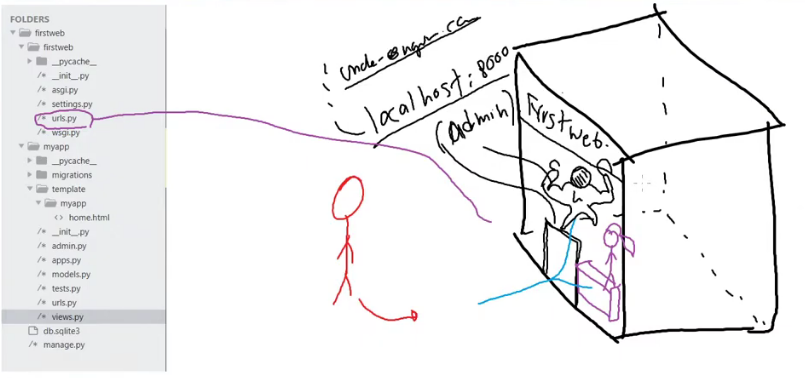 FOLDERS
firstweb
firstweb
__pycache__
/* __init__.py
/* asgi.py
/* settings.py
/* urls.py
/* wsgi.py
myapp
__pycache__
migrations
template
myapp
<> home.html
/* __init__.py
/* admin.py
/* apps.py
/* models.py
/* tests.py
/* urls.py
/* views.py
db.sqlite3
/* manage.py
localhost:8000
(admin)
Firstweb.